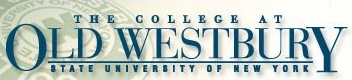 THE COLLEGE AT
OLD WESTBURY
STATE UNIVERSITY OF NEW YORK